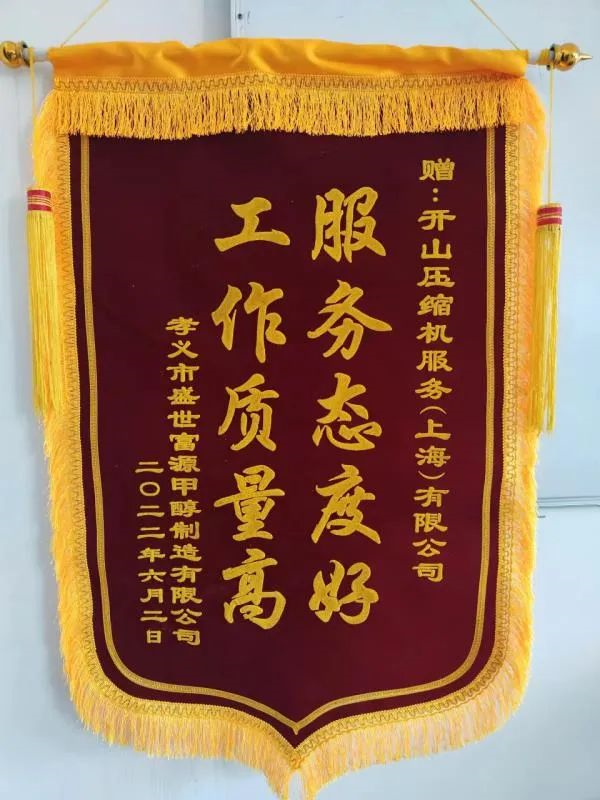 赠：开山压缩机服务（上海）有限公司
服务态度好
工作质量高
孝义市盛世富源甲醇制造有限公司
二〇二二年六月二日